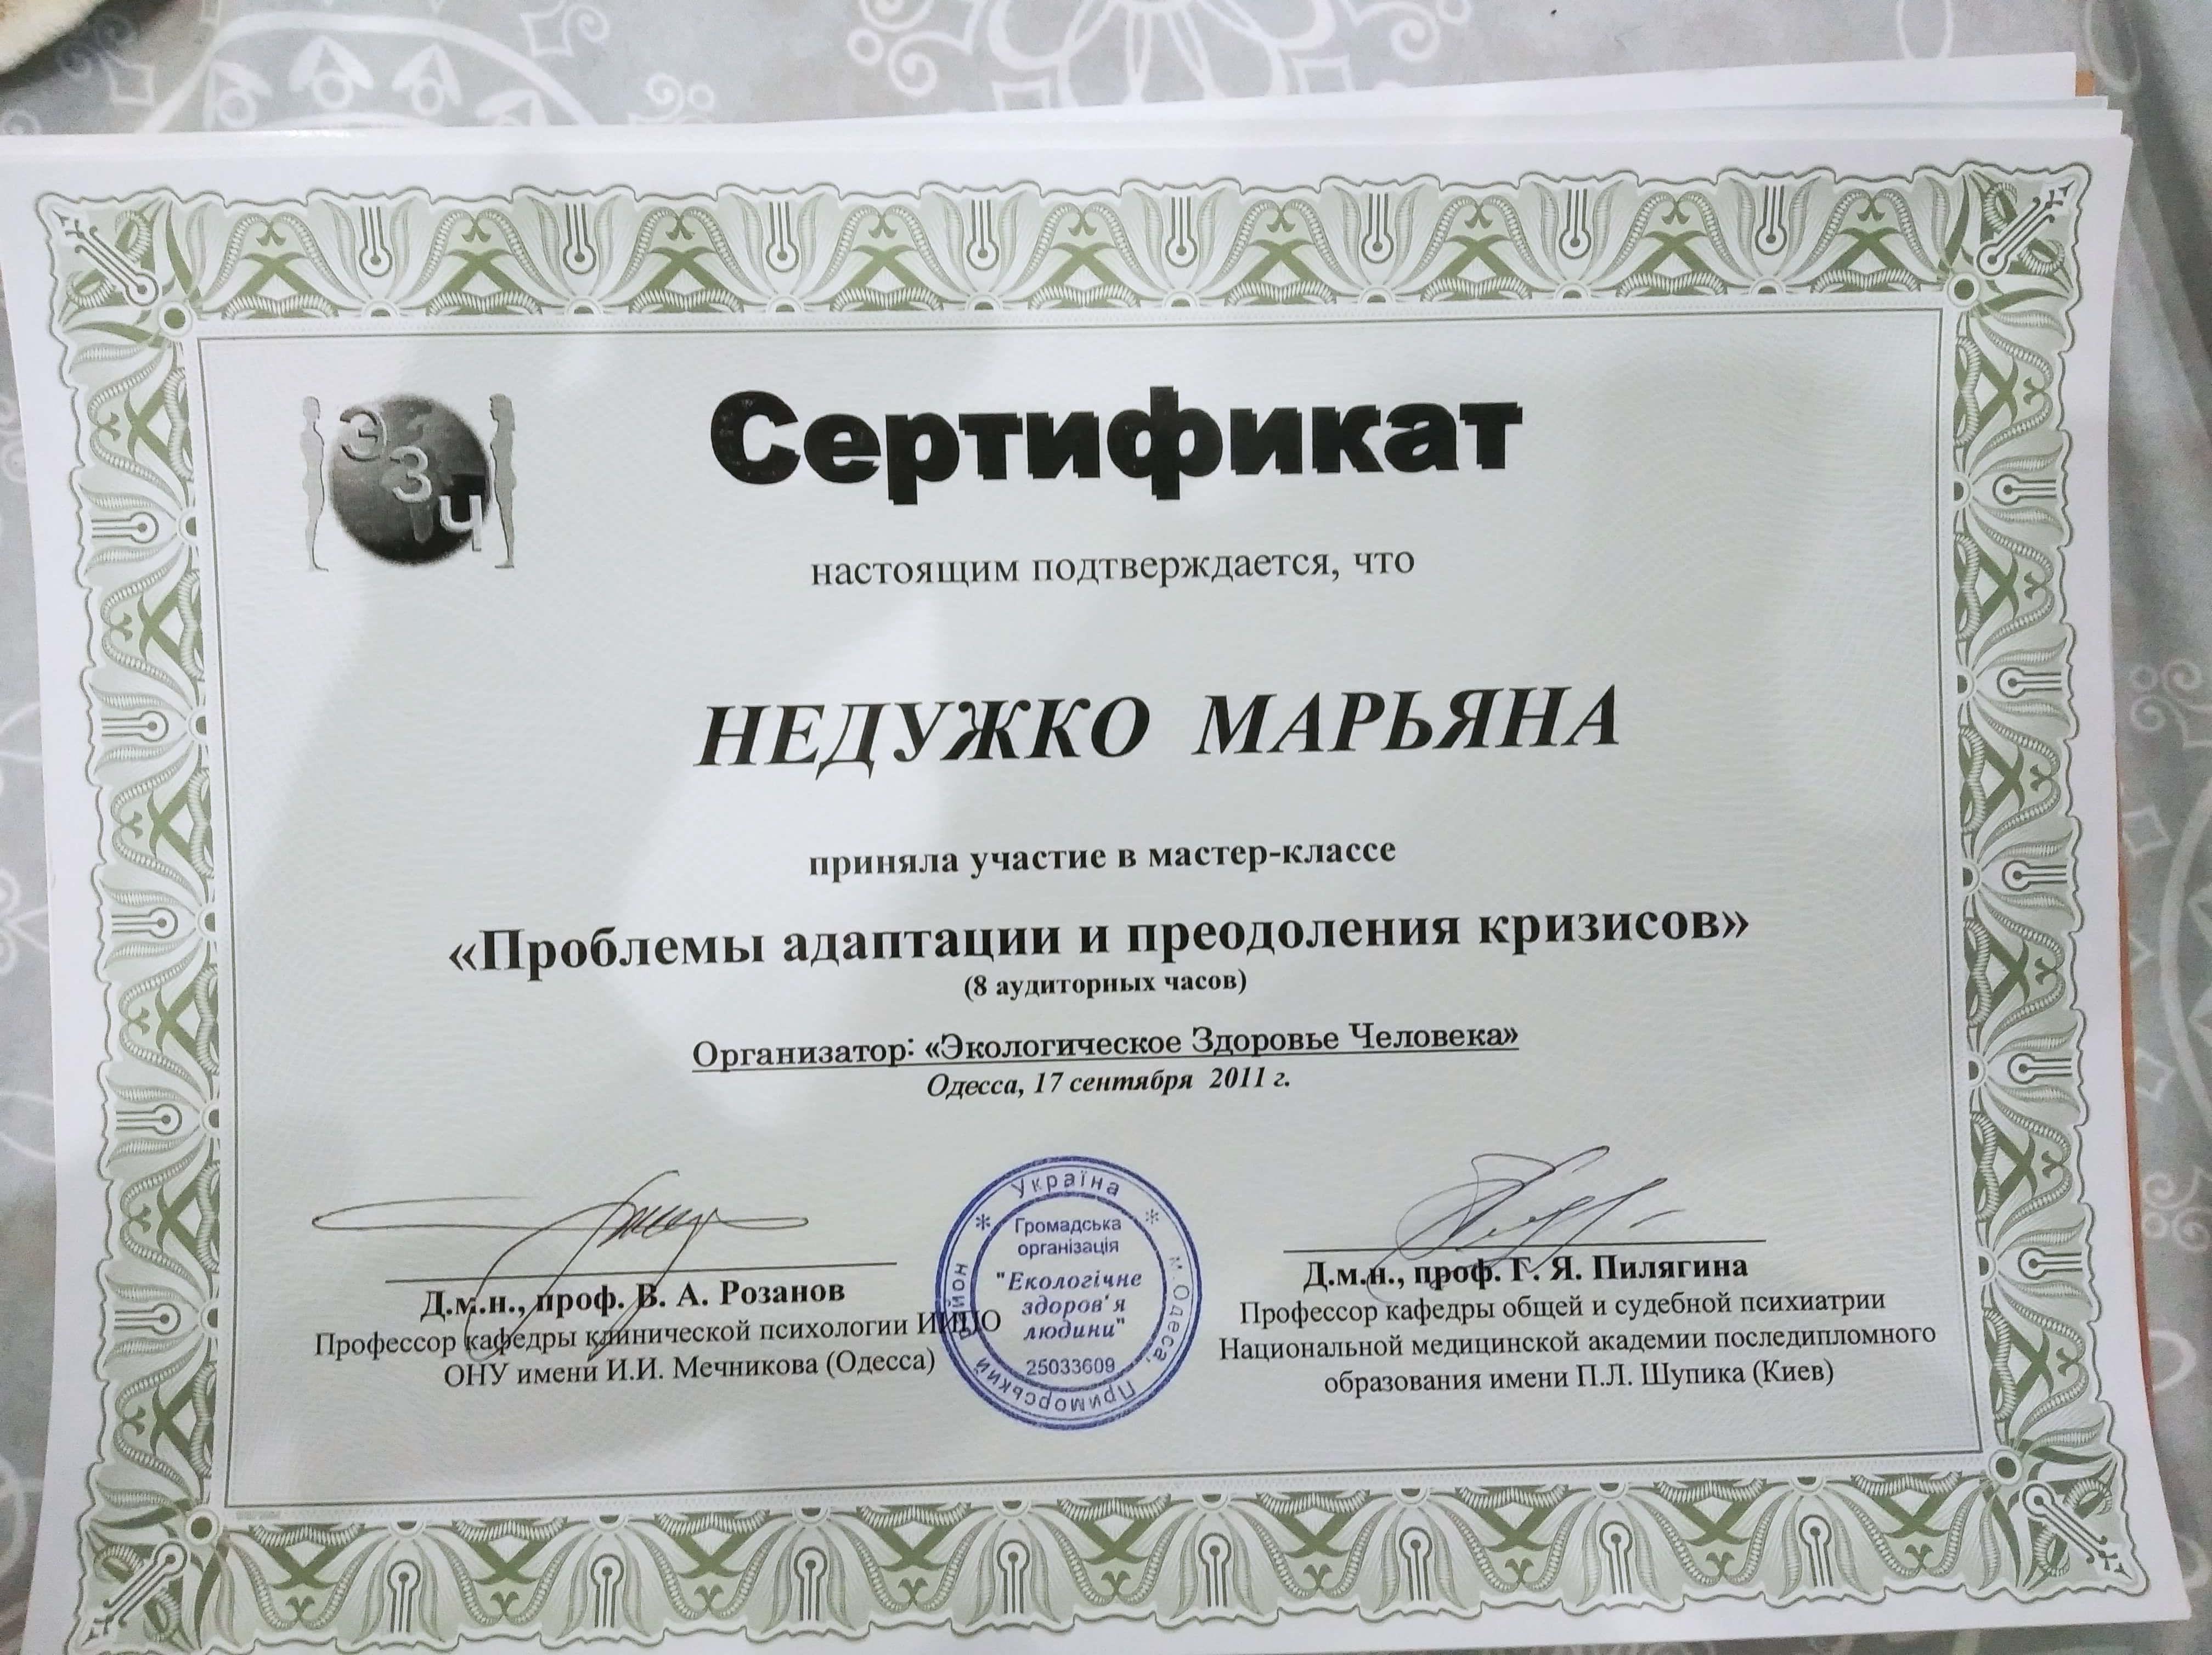 Э
З
Ч
Сертификат
настоящим подтверждается, что
НЕДУЖКО МАРЬЯНА
приняла участие в мастер-классе
«Проблемы адаптации и преодоления кризисов»
(8 аудиторных часов)
Организатор: «Экологическое Здоровье Человека»
Одесса, 17 сентября 2011 г.
Д.м.н., проф. В. А. Розанов
Профессор кафедры клинической психологии ИИПО
ОНУ имени И.И. Мечникова (Одесса)
Україна
м.Одеса,
Приморський район
Громадська
організація
"Екологічне
здоров'я
людини"
25033609
Д.м.н., проф. Г. Я. Пилягина
Профессор кафедры общей и судебной психиатрии
Национальной медицинской академии последипломного
образования имени П.Л. Шупика (Киев)